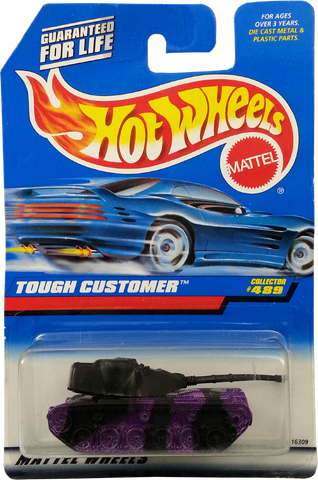 GUARANTEED
FOR LIFE
FOR AGES
OVER 3 YEARS.
DIE CAST METAL &
PLASTIC PARTS.
Hot Wheels
MATTEL
®
TOUGH CUSTOMER™
COLLECTOR
#489
16309
MATTEL WHEELS